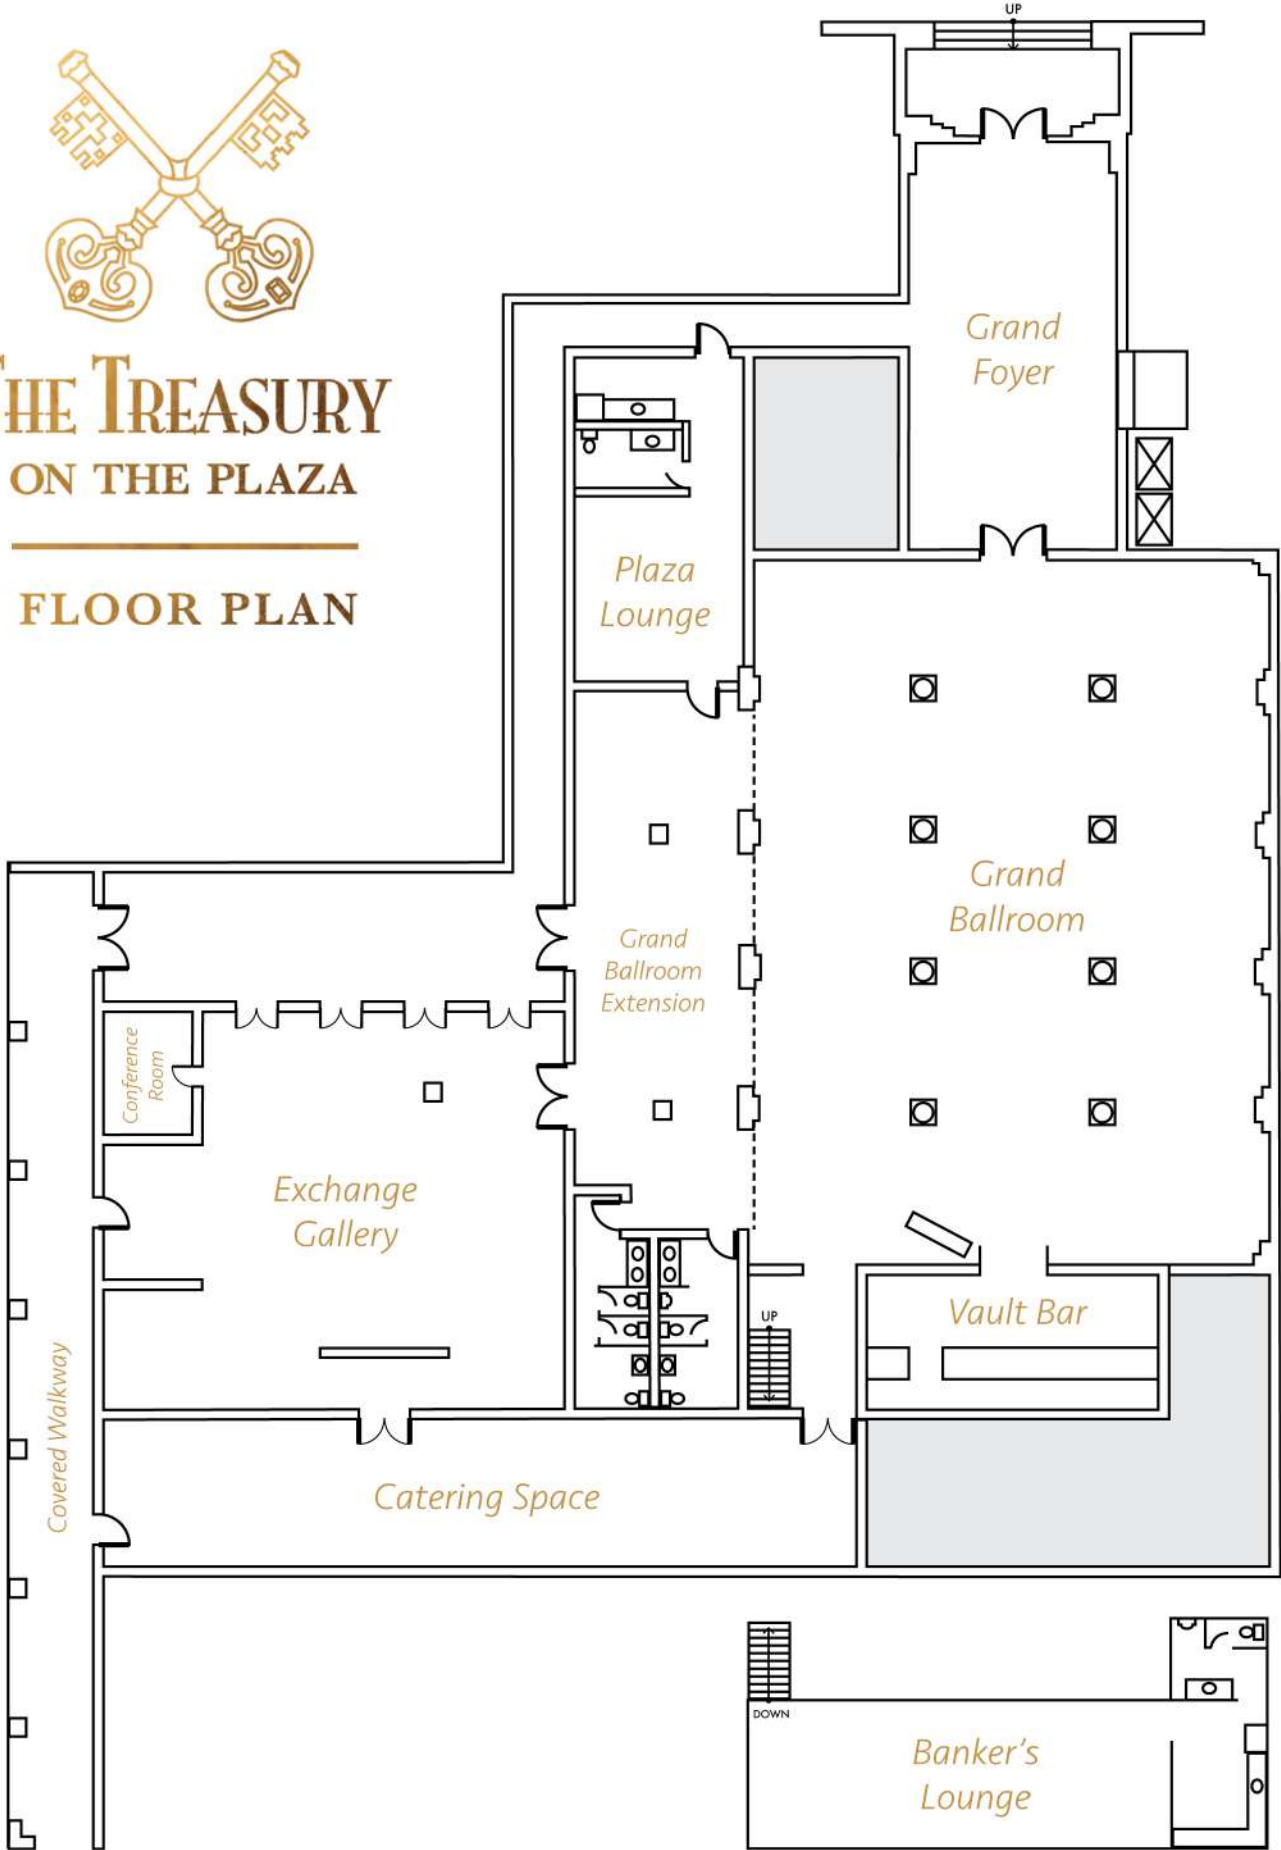 UP
THE TREASURY
ON THE PLAZA
FLOOR PLAN
Grand
Foyer
Plaza
Lounge
Grand
Ballroom
Grand
Ballroom
Extension
Conference
Room
Exchange
Gallery
Vault Bar
UP
Covered Walkway
Catering Space
DOWN
Banker's
Lounge